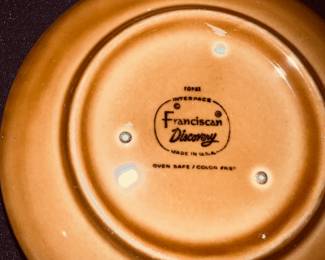 INTERPACE
©
Franciscan
®
Discovery
MADE IN U.S.A.
OVEN SAFE / COLOR FAST